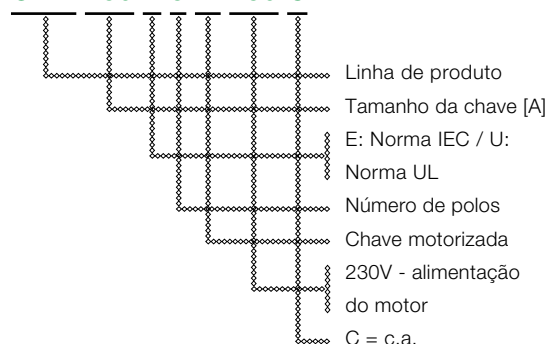 Linha de produto
Tamanho da chave [A]
E: Norma IEC / U:
Norma UL
Número de polos
Chave motorizada
230V - alimentação
do motor
C = c.a.